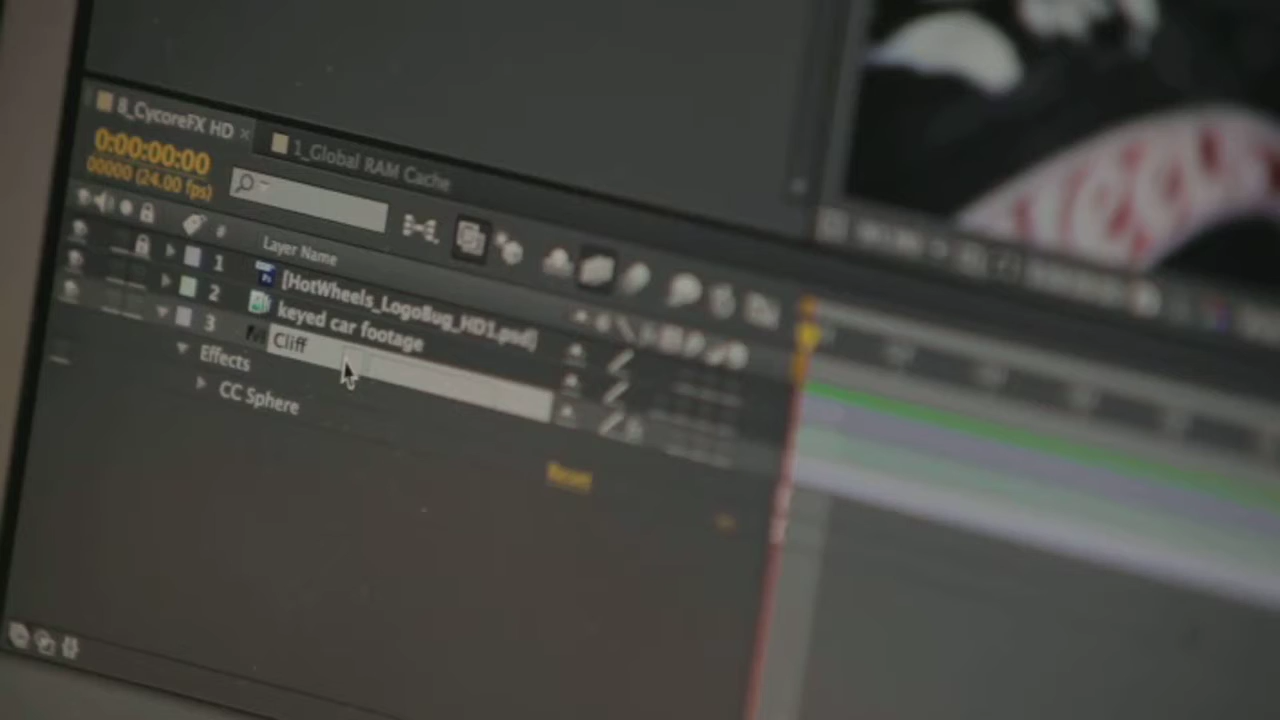 8_CycoreFX HD ×
1_Global RAM Cache
0:00:00:00
00000 (24.00 fps)
# Layer Name
1 [HotWheels_LogoBug_HD1.psd]
2 keyed car footage
3 Cliff
Effects
CC Sphere
Reset